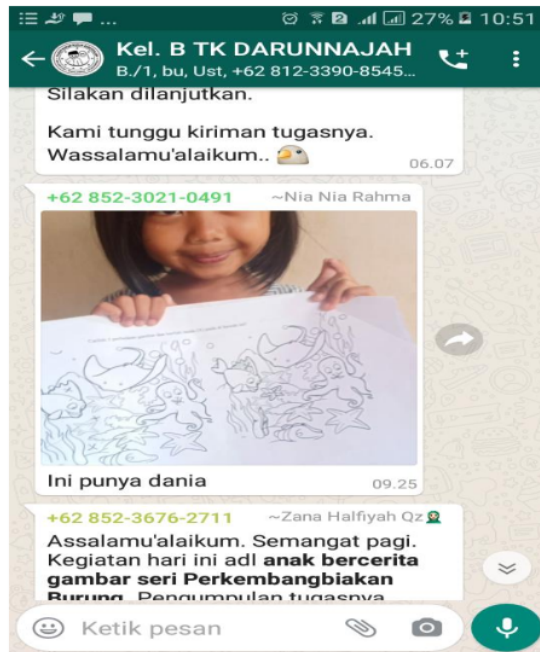 ... 27% 10:51
Kel. B TK DARUNNAJAH
B./1, bu, Ust, +62 812-3390-8545...
Silakan dilanjutkan.
Kami tunggu kiriman tugasnya.
Wassalamu'alaikum..
06.07
+62 852-3021-0491 ~Nia Nia Rahma
Ini punya dania
09.25
+62 852-3676-2711 ~Zana Halfiyah Qz
Assalamu'alaikum. Semangat pagi.
Kegiatan hari ini adl anak bercerita
gambar seri Perkembangbiakan
Burung. Pengumpulan tugasnya
Ketik pesan